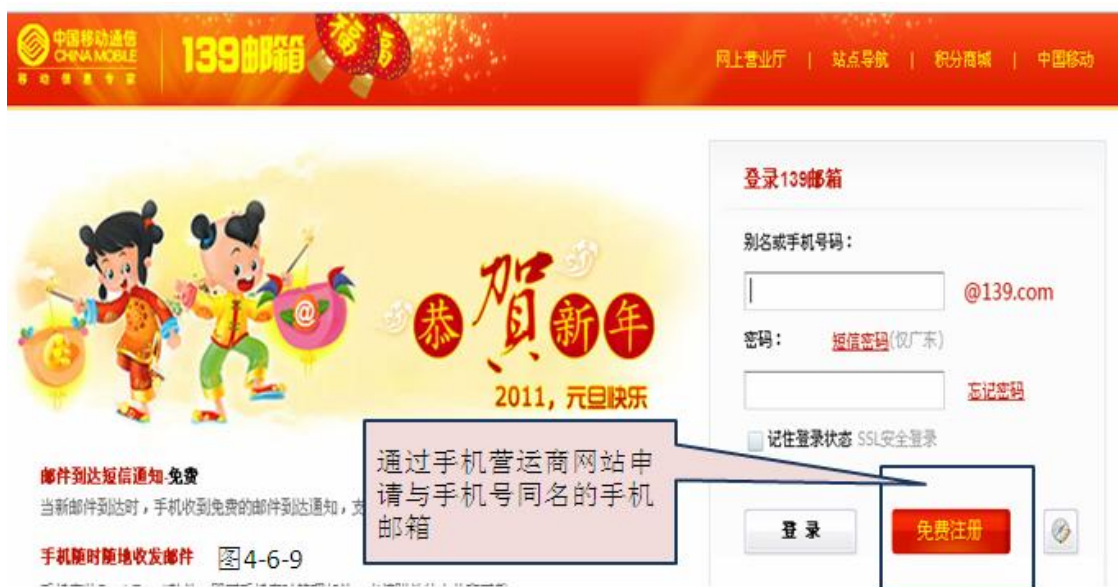 中国移动通信
CHINA MOBILE
移动信息专家
139邮箱
福
网上营业厅 | 站点导航 | 积分商城 | 中国移动
恭贺新年
2011，元旦快乐
邮件到达短信通知-免费
当新邮件到达时，手机收到免费的邮件到达通知，支
手机随时随地收发邮件 图4-6-9
通过手机营运商网站申
请与手机号同名的手机
邮箱
登录139邮箱
别名或手机号码：
@139.com
密码： 短信密码(仅广东)
忘记密码
记住登录状态 SSL安全登录
登录 免费注册